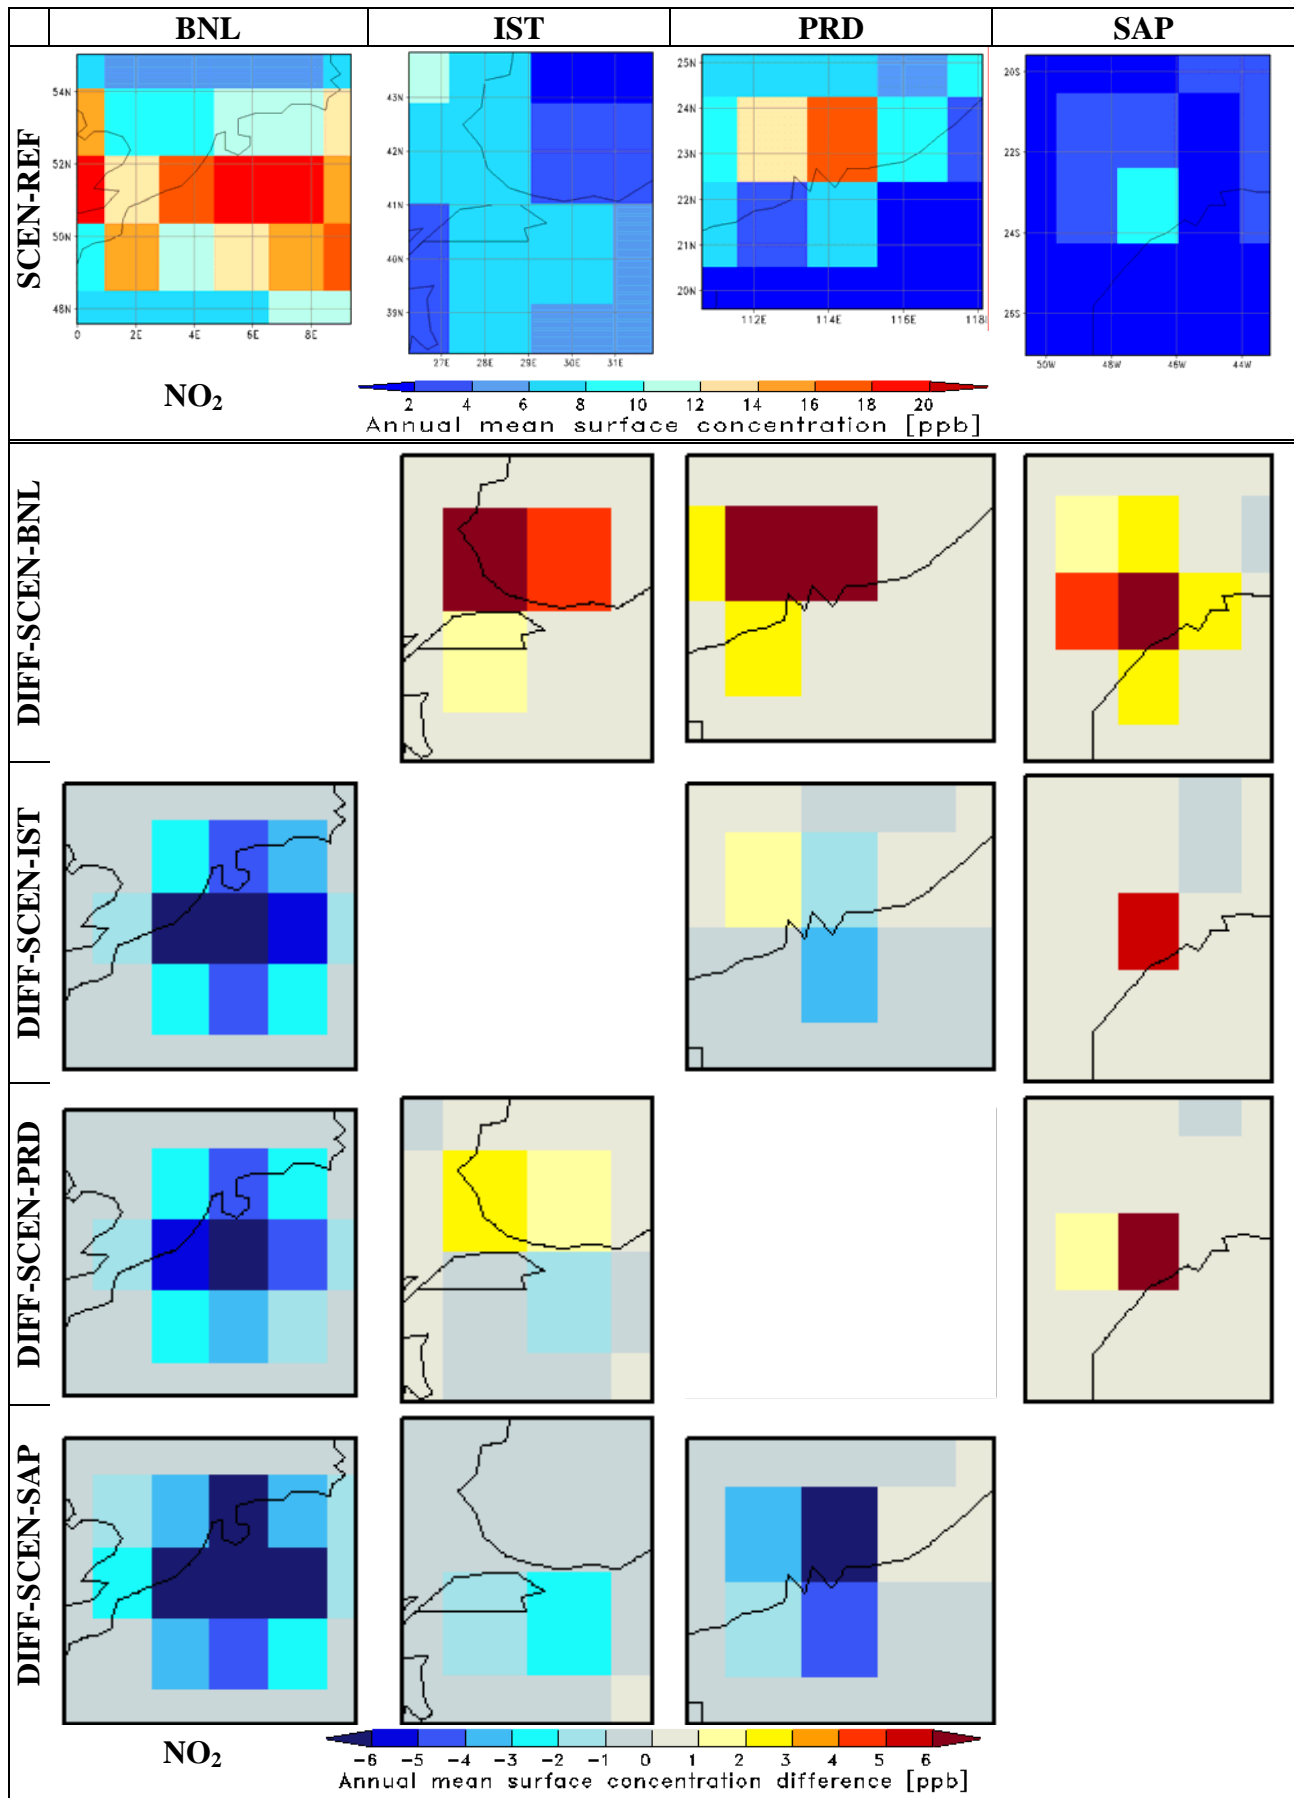 BNL IST PRD SAP
SCEN-REF
54N
52N
50N
48N
0 2E 4E 6E 8E
43N
42N
41N
40N
39N
27E 28E 29E 30E 31E
25N
24N
23N
22N
21N
20N
112E 114E 116E 118
20S
22S
24S
26S
50W 48W 46W 44W
NO₂
2 4 6 8 10 12 14 16 18 20
Annual mean surface concentration [ppb]
DIFF-SCEN-BNL
DIFF-SCEN-IST
DIFF-SCEN-PRD
DIFF-SCEN-SAP
NO₂
-6 -5 -4 -3 -2 -1 0 1 2 3 4 5 6
Annual mean surface concentration difference [ppb]